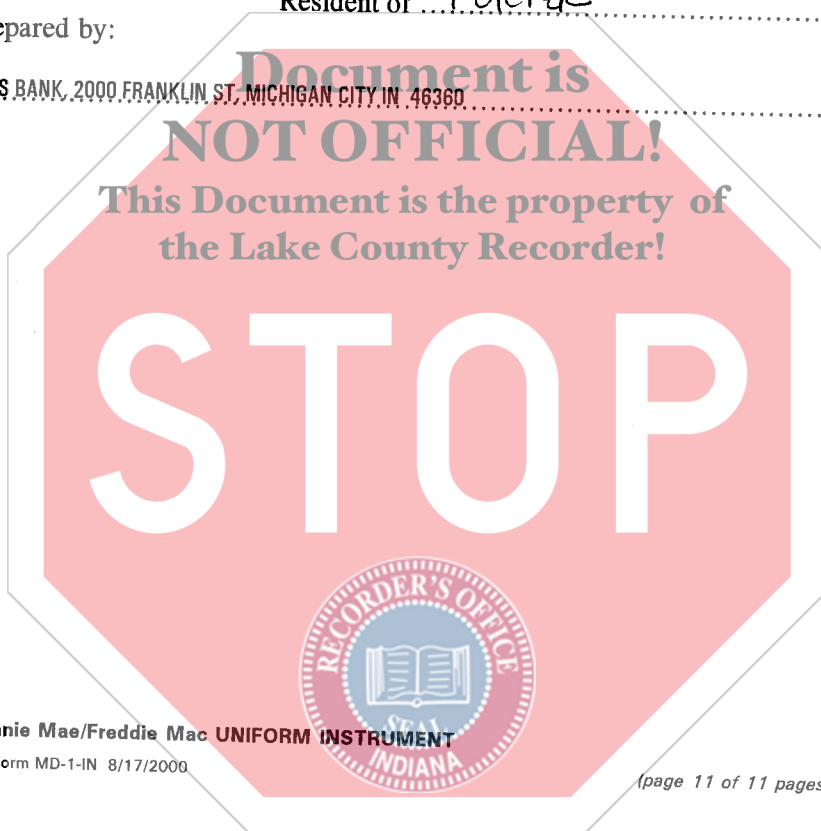 Resident of
epared by:
S BANK, 2000 FRANKLIN ST, MICHIGAN CITY IN 46360
Document is
NOT OFFICIAL!
This Document is the property of
the Lake County Recorder!
STOP
RECORDER'S OFFICE
SEAL
INDIANA
nie Mae/Freddie Mac UNIFORM INSTRUMENT
orm MD-1-IN 8/17/2000
(page 11 of 11 pages